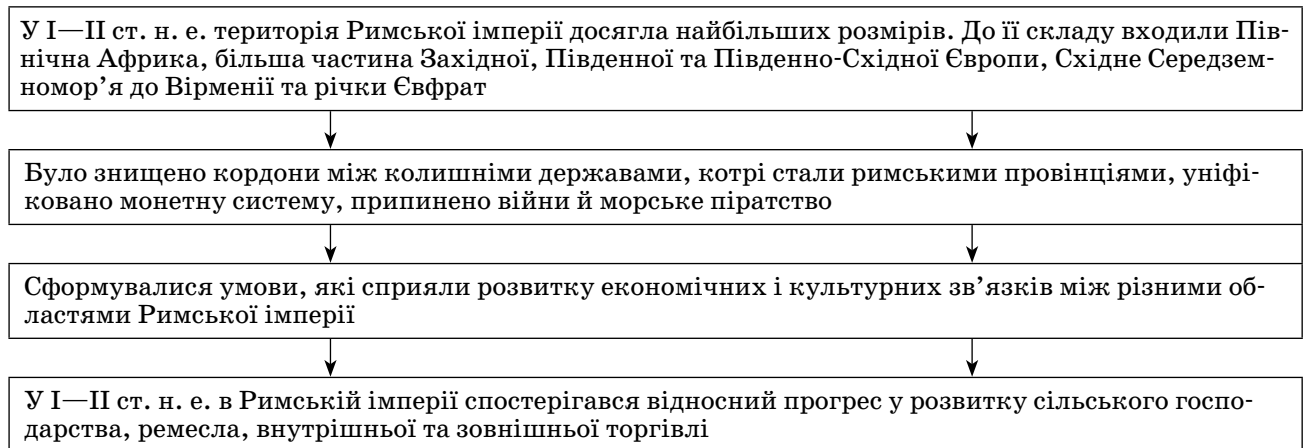 У І—ІІ ст. н. е. територія Римської імперії досягла найбільших розмірів. До її складу входили Пів-
нічна Африка, більша частина Західної, Південної та Південно-Східної Європи, Східне Середзем-
номор’я до Вірменії та річки Євфрат
Було знищено кордони між колишніми державами, котрі стали римськими провінціями, уніфі-
ковано монетну систему, припинено війни й морське піратство
Сформувалися умови, які сприяли розвитку економічних і культурних зв’язків між різними об-
ластями Римської імперії
У І—ІІ ст. н. е. в Римській імперії спостерігався відносний прогрес у розвитку сільського госпо-
дарства, ремесла, внутрішньої та зовнішньої торгівлі